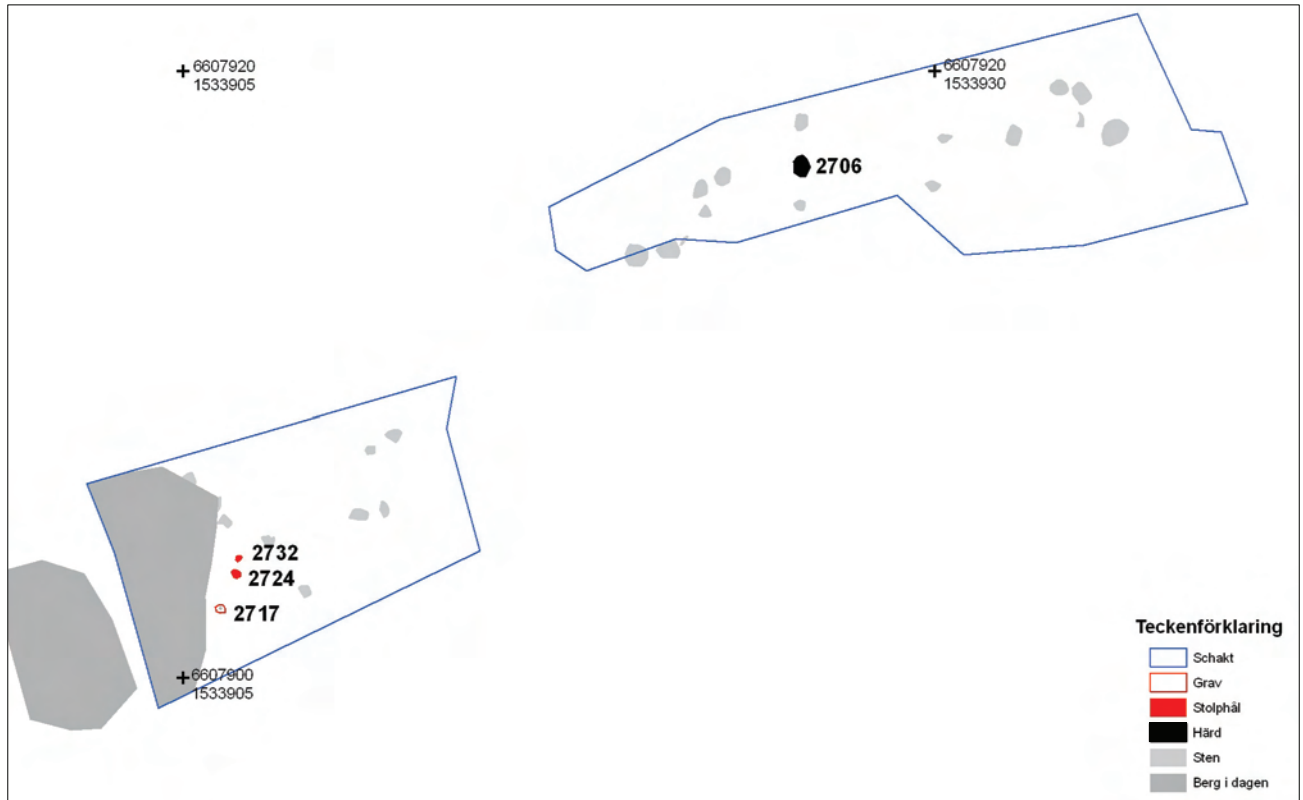 6607920
1533905
6607920
1533930
2706
2732
2724
2717
6607900
1533905
Teckenförklaring
Schakt
Grav
Stolphål
Härd
Sten
Berg i dagen